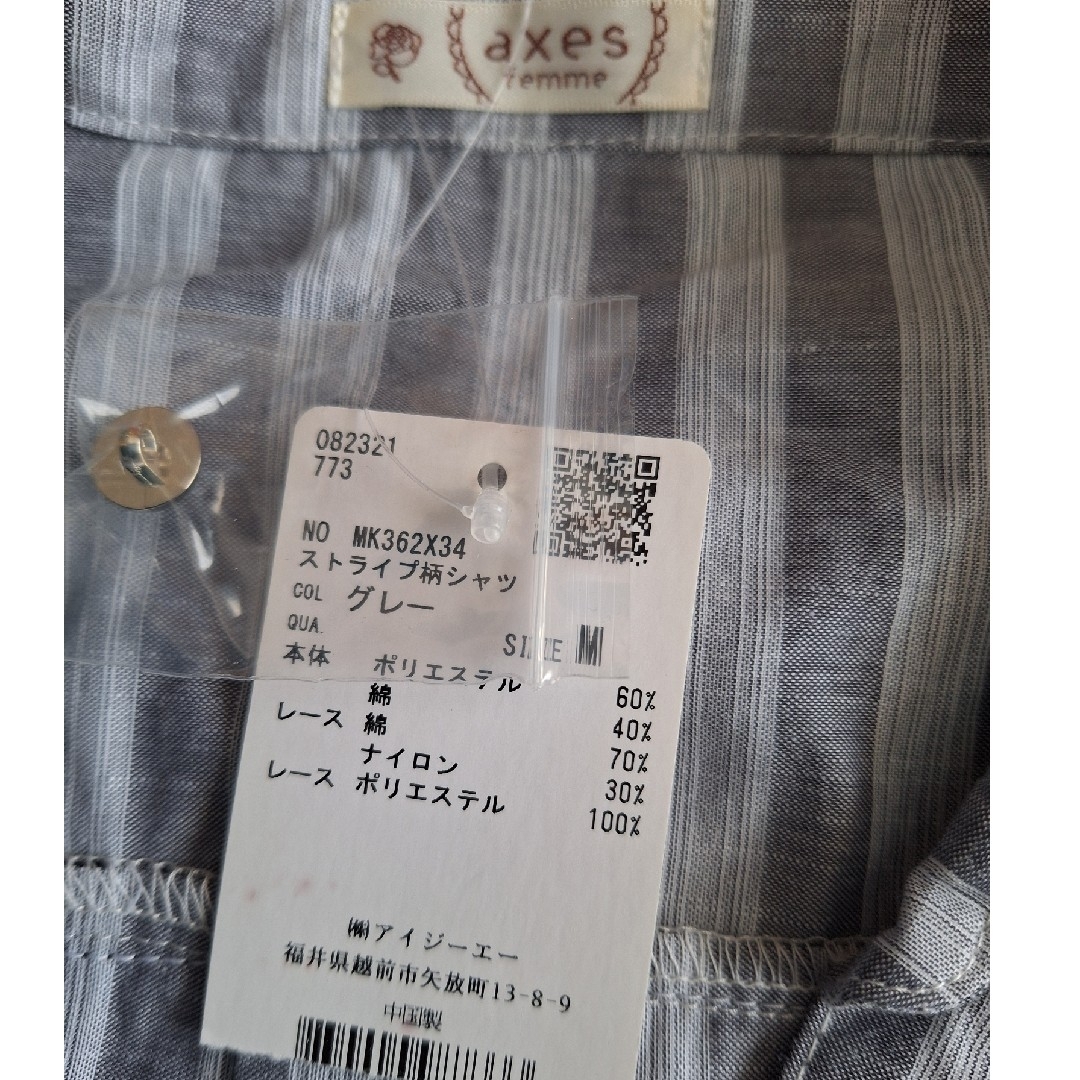 axes
femme
082321
773
NO MK362X34
ストライプ柄シャツ
COL グレー
QUA.
SIZE M
本体 ポリエステル 60%
綿 40%
レース 綿 70%
ナイロン 30%
レース ポリエステル 100%
㈱アイジーエー
福井県越前市矢放町13-8-9
中国製